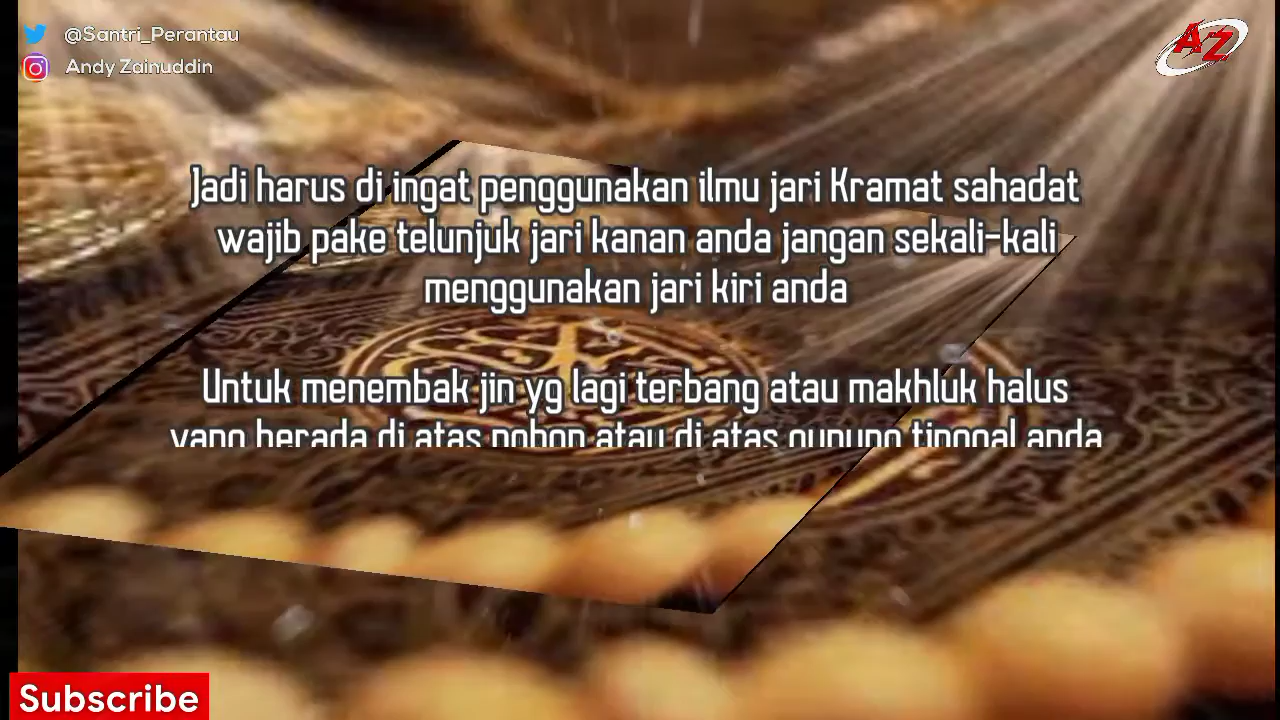 @Santri_Perantau
Andy Zainuddin
AZ
Jadi harus di ingat penggunakan ilmu jari Kramat sahadat
wajib pake telunjuk jari kanan anda jangan sekali-kali
menggunakan jari kiri anda
Untuk menembak jin yg lagi terbang atau makhluk halus
yang berada di atas pohon atau di atas gunung tinggal anda
Subscribe